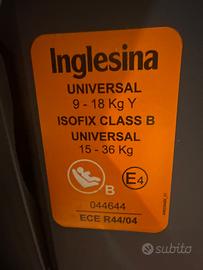 Inglesina
UNIVERSAL
9 - 18 Kg Y
ISOFIX CLASS B
UNIVERSAL
15 - 36 Kg
B
E4
044644
ECE R44/04
subito